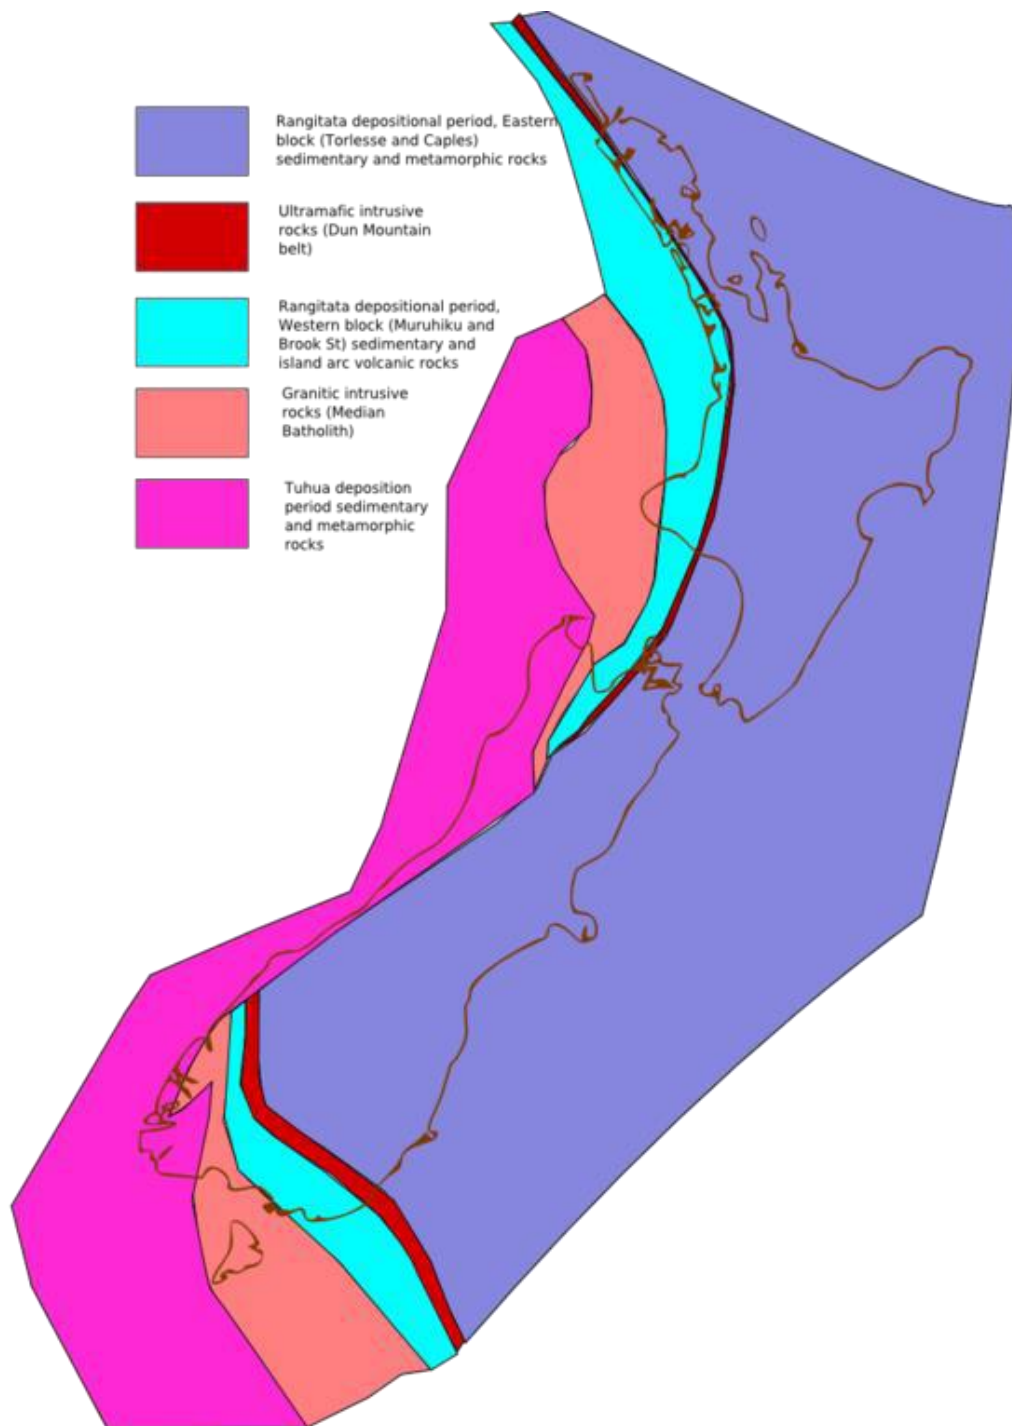 Rangitata depositional period, Eastern
block (Torlesse and Caples)
sedimentary and metamorphic rocks
Ultramafic intrusive
rocks (Dun Mountain
belt)
Rangitata depositional period,
Western block (Muruhiku and
Brook St) sedimentary and
island arc volcanic rocks
Granitic intrusive
rocks (Median
Batholith)
Tuhua deposition
period sedimentary
and metamorphic
rocks